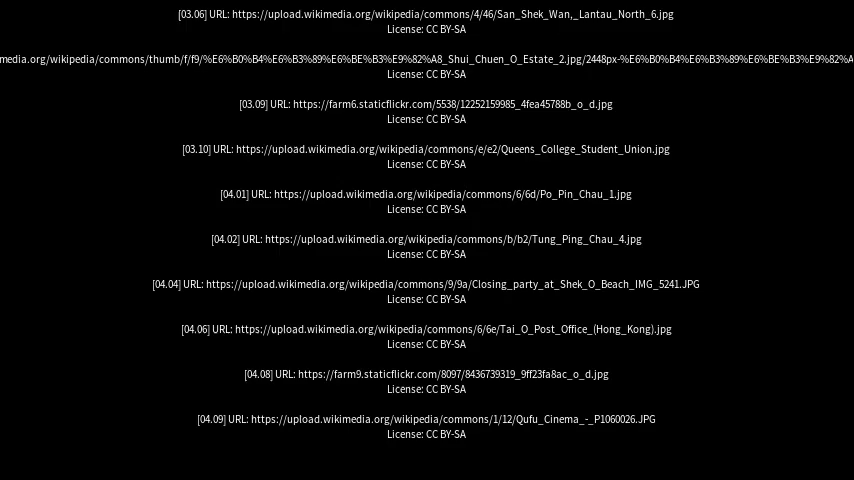 [03.06] URL: https://upload.wikimedia.org/wikipedia/commons/4/46/San_Shek_Wan,_Lantau_North_6.jpg
License: CC BY-SA
media.org/wikipedia/commons/thumb/f/f9/%E6%B0%B4%E6%B3%89%E6%BE%B3%E9%82%A8_Shui_Chuen_O_Estate_2.jpg/2448px-%E6%B0%B4%E6%B3%89%E6%BE%B3%E9%82%A
License: CC BY-SA
[03.09] URL: https://farm6.staticflickr.com/5538/12252159985_4fea45788b_o_d.jpg
License: CC BY-SA
[03.10] URL: https://upload.wikimedia.org/wikipedia/commons/e/e2/Queens_College_Student_Union.jpg
License: CC BY-SA
[04.01] URL: https://upload.wikimedia.org/wikipedia/commons/6/6d/Po_Pin_Chau_1.jpg
License: CC BY-SA
[04.02] URL: https://upload.wikimedia.org/wikipedia/commons/b/b2/Tung_Ping_Chau_4.jpg
License: CC BY-SA
[04.04] URL: https://upload.wikimedia.org/wikipedia/commons/9/9a/Closing_party_at_Shek_O_Beach_IMG_5241.JPG
License: CC BY-SA
[04.06] URL: https://upload.wikimedia.org/wikipedia/commons/6/6e/Tai_O_Post_Office_(Hong_Kong).jpg
License: CC BY-SA
[04.08] URL: https://farm9.staticflickr.com/8097/8436739319_9ff23fa8ac_o_d.jpg
License: CC BY-SA
[04.09] URL: https://upload.wikimedia.org/wikipedia/commons/1/12/Qufu_Cinema_-_P1060026.JPG
License: CC BY-SA